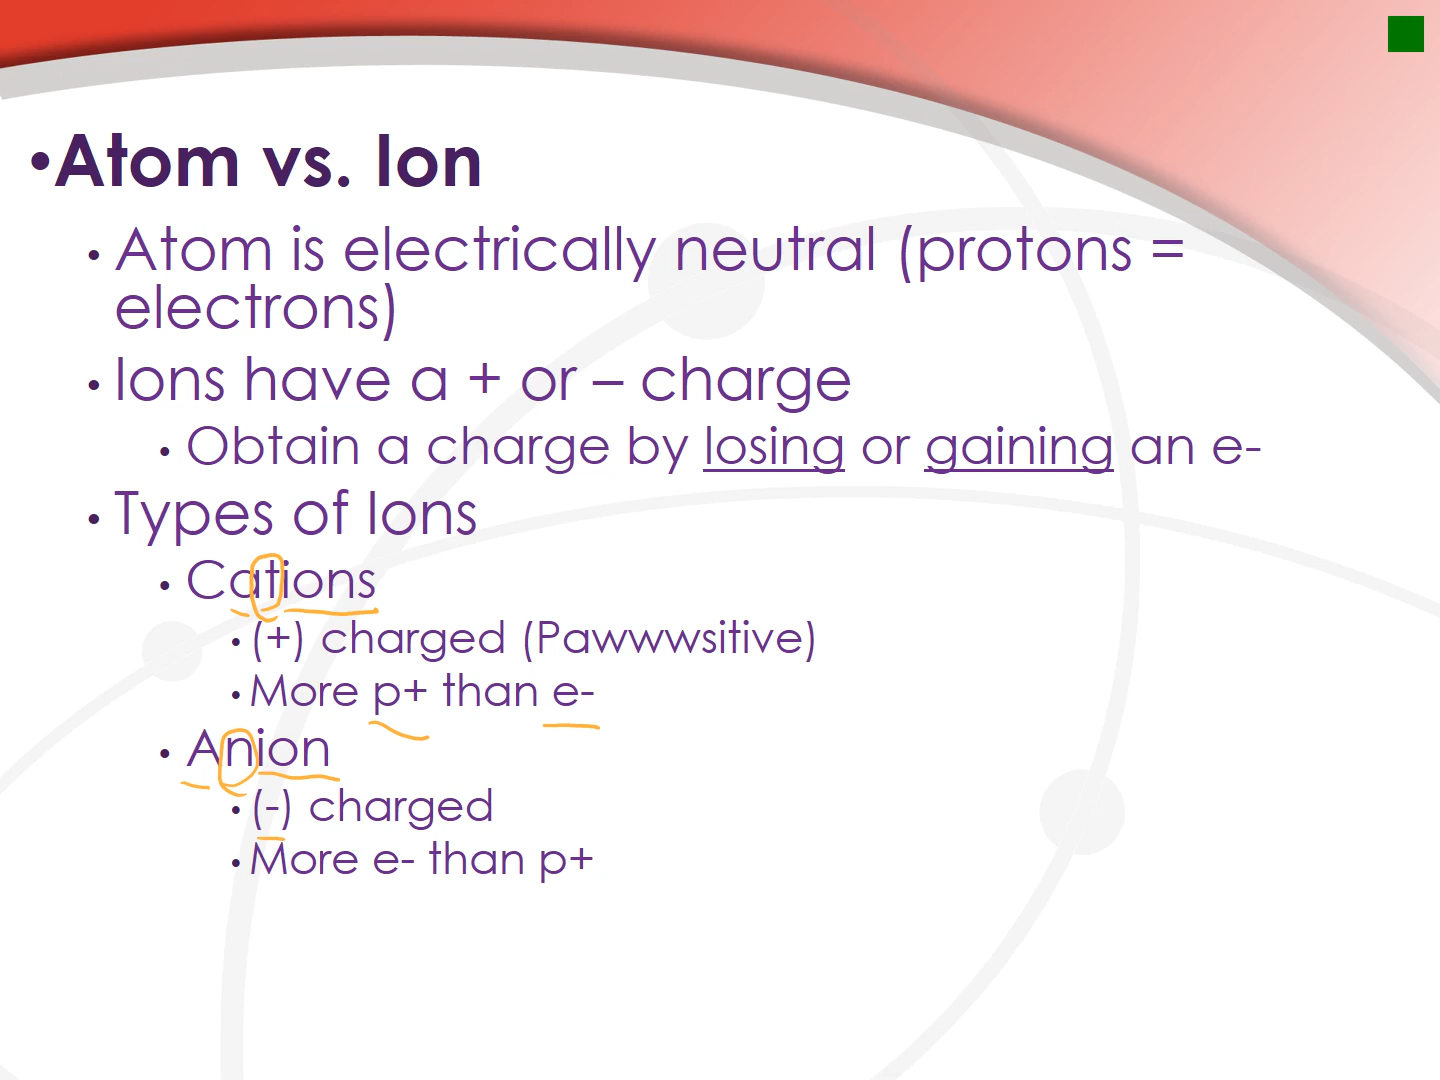 •Atom vs. Ion
• Atom is electrically neutral (protons =
electrons)
• Ions have a + or – charge
• Obtain a charge by losing or gaining an e-
• Types of Ions
• Cations
• (+) charged (Pawwwsitive)
• More p+ than e-
• Anion
• (-) charged
• More e- than p+